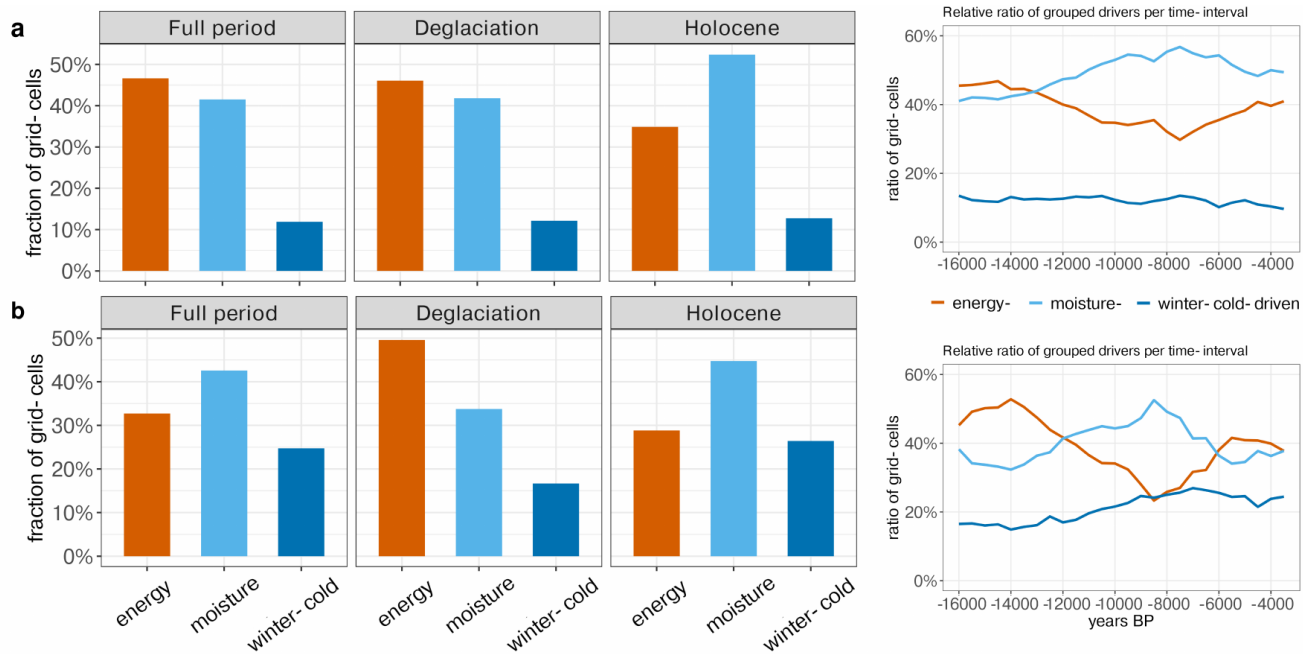 a
Full period
Deglaciation
Holocene
fraction of grid- cells
50%
40%
30%
20%
10%
0%
Relative ratio of grouped drivers per time- interval
ratio of grid- cells
60%
40%
20%
0%
-16000 -14000 -12000 -10000 -8000 -6000 -4000
energy- moisture- winter- cold- driven
b
Full period
Deglaciation
Holocene
fraction of grid- cells
50%
40%
30%
20%
10%
0%
energy moisture winter- cold
energy moisture winter- cold
energy moisture winter- cold
Relative ratio of grouped drivers per time- interval
ratio of grid- cells
60%
40%
20%
0%
-16000 -14000 -12000 -10000 -8000 -6000 -4000
years BP